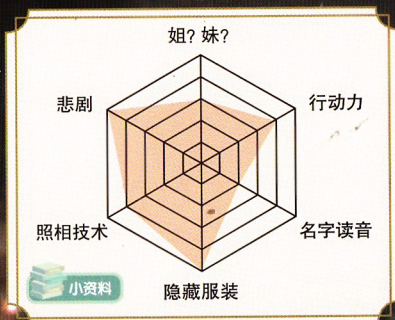 姐?妹?
悲剧
行动力
照相技术
名字读音
小资料
隐藏服装